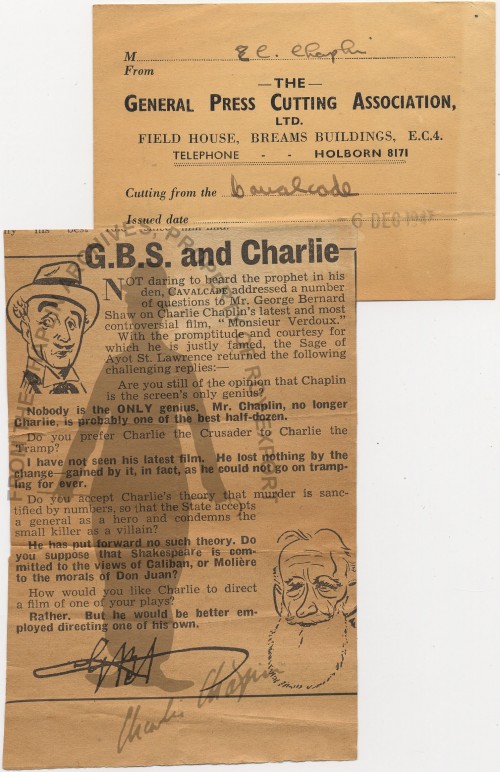 M E C. Chaplin
From
—THE—
GENERAL PRESS CUTTING ASSOCIATION,
LTD.
FIELD HOUSE, BREAMS BUILDINGS, E.C.4.
TELEPHONE - - HOLBORN 8171
Cutting from the Cavalcade
Issued date 6 DEC 1947
his best
G.B.S. and Charlie
NOT daring to beard the prophet in his
den, CAVALCADE addressed a number
of questions to Mr. George Bernard
Shaw on Charlie Chaplin's latest and most
controversial film, "Monsieur Verdoux."
With the promptitude and courtesy for
which he is justly famed, the Sage of
Ayot St. Lawrence returned the following
challenging replies:—
Are you still of the opinion that Chaplin
is the screen's only genius?
Nobody is the ONLY genius. Mr. Chaplin, no longer
Charlie, is probably one of the best half-dozen.
Do you prefer Charlie the Crusader to Charlie the
Tramp?
I have not seen his latest film. He lost nothing by the
change—gained by it, in fact, as he could not go on tramp-
ing for ever.
Do you accept Charlie's theory that murder is sanc-
tified by numbers, so that the State accepts
a general as a hero and condemns the
small killer as a villain?
He has put forward no such theory. Do
you suppose that Shakespeare is com-
mitted to the views of Caliban, or Molière
to the morals of Don Juan?
How would you like Charlie to direct
a film of one of your plays?
Rather. But he would be better em-
ployed directing one of his own.
Charlie Chaplin
FROM THE CHAPLIN ARCHIVES. PROPERTY OF ROY EXPORT